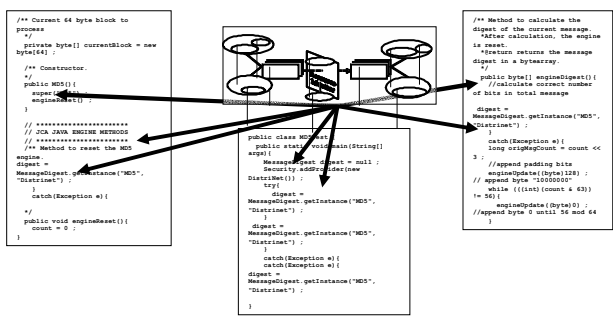 /** Current 64 byte block to
process
*/
private byte[] currentBlock = new
byte[64] ;
/** Constructor.
*/
public MD5(){
super(
engineReset() ;
}
// ***********************
// JCA JAVA ENGINE METHODS
// ***********************
/** Method to reset the MD5
engine.
digest =
MessageDigest.getInstance("MD5",
"Distrinet") ;
}
catch(Exception e){
*/
public void engineReset(){
count = 0 ;
}
public class
public static void main(String[]
args){
MessageDigest digest = null ;
Security.addProvider(new
DistriNet()) ;
try{
digest =
MessageDigest.getInstance("MD5",
"Distrinet") ;
}
catch(Exception e){
digest =
MessageDigest.getInstance("MD5",
"Distrinet") ;
}
catch(Exception e){
catch(Exception e){
digest =
MessageDigest.getInstance("MD5",
"Distrinet") ;
}
/** Method to calculate the
digest of the current message.
*After calculation, the engine
is reset.
*@return returns the message
digest in a bytearray.
*/
public byte[] engineDigest(){
//calculate correct number
of bits in total message
digest =
MessageDigest.getInstance("MD5",
"Distrinet") ;
}
catch(Exception e){
long origMsgCount = count <<
3 ;
//append padding bits
engineUpdate((byte)128) ;
// append byte "10000000"
while (((int)(count & 63))
!= 56){
engineUpdate((byte)0) ;
//append byte 0 until 56 mod 64
}